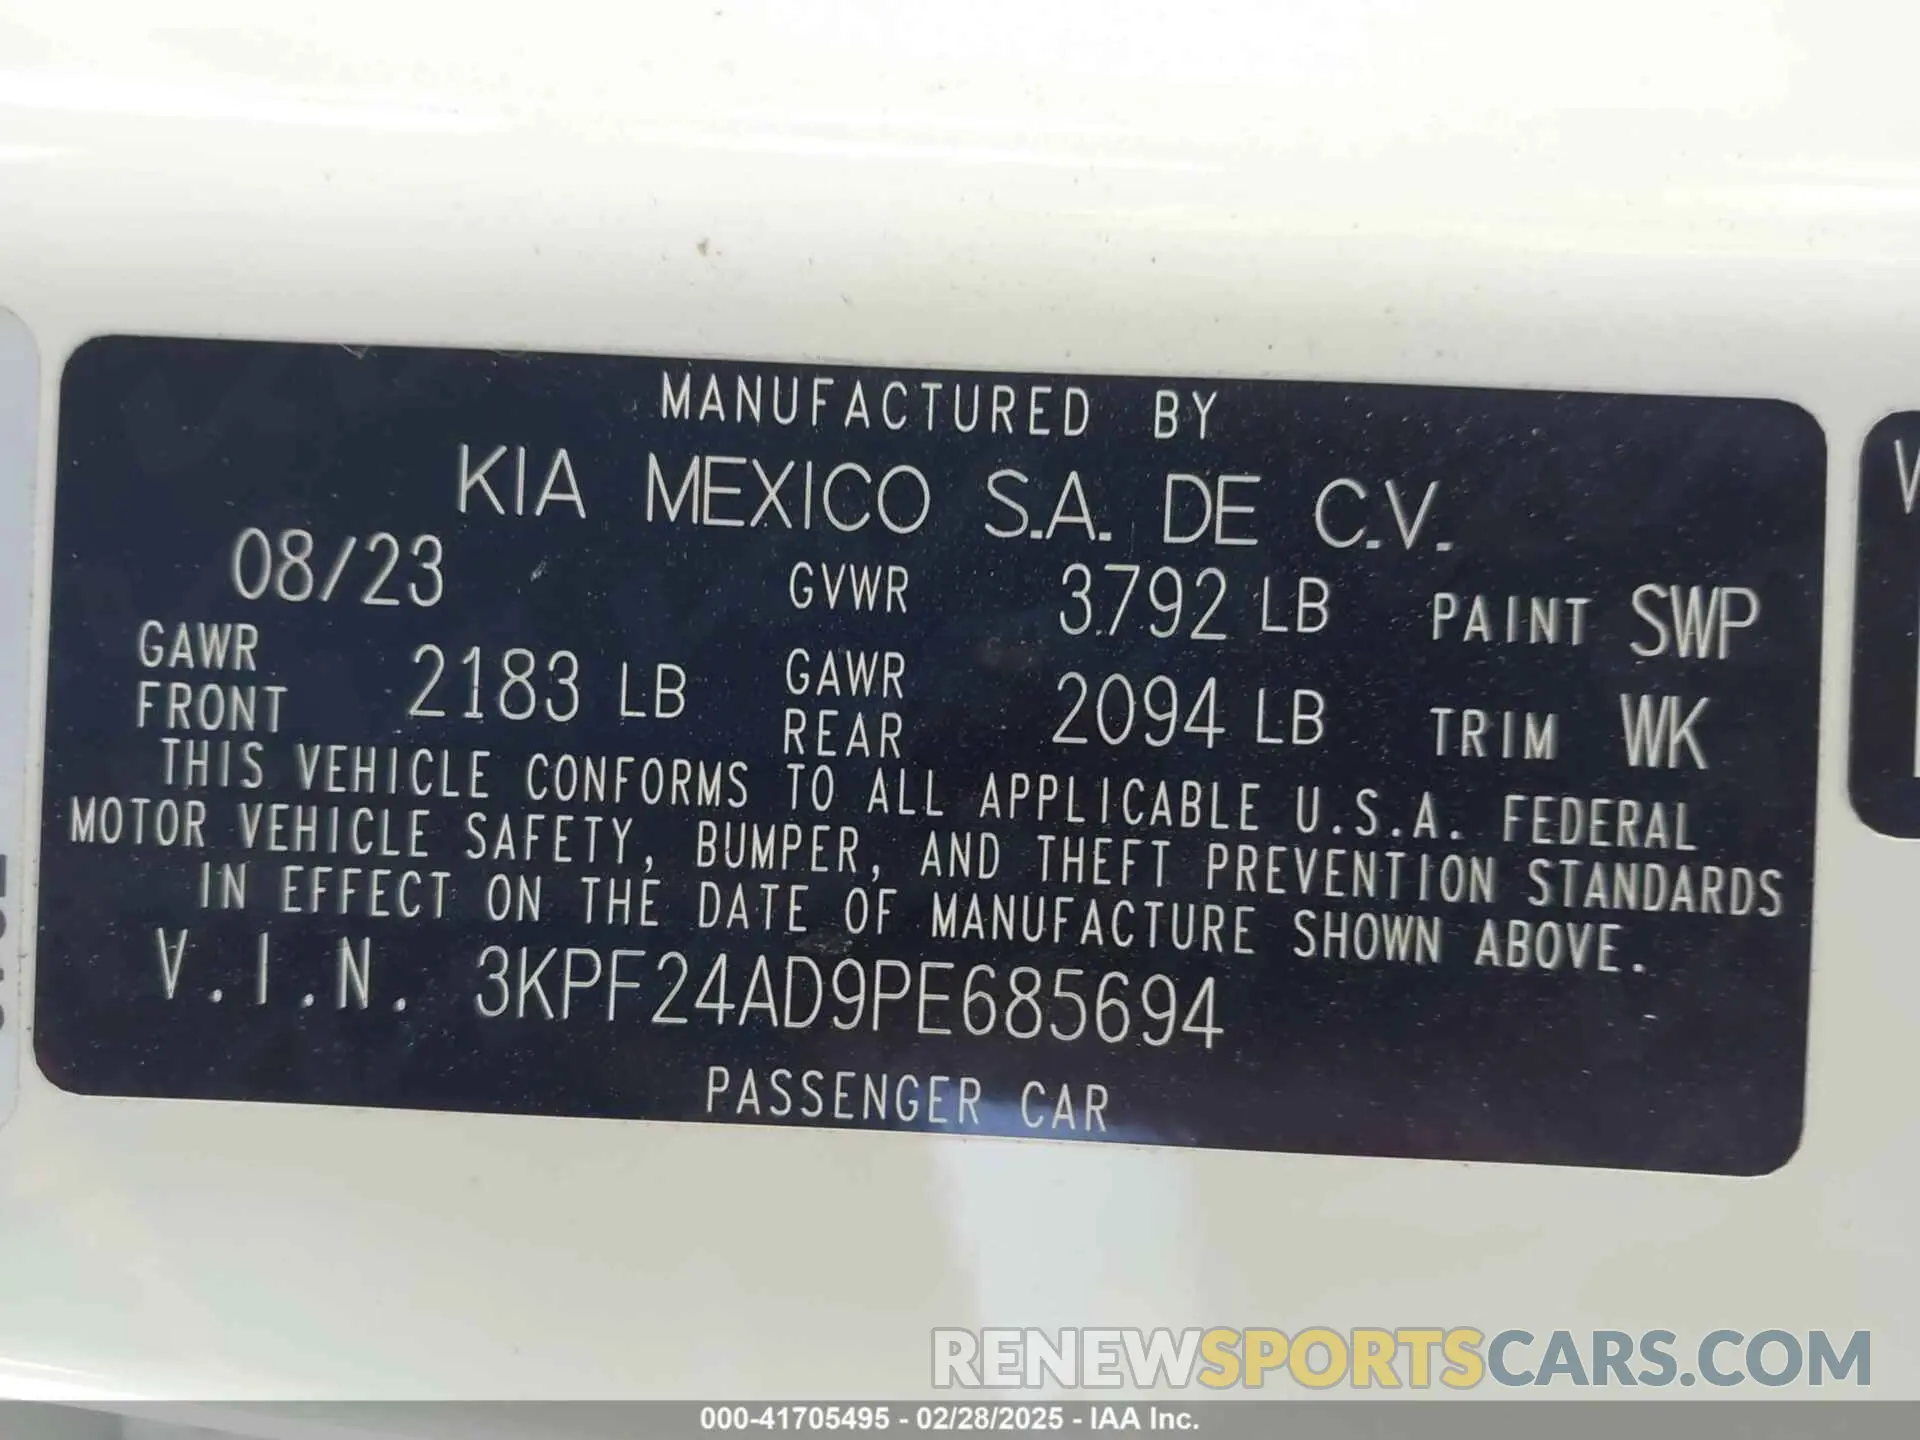 MANUFACTURED BY
KIA MEXICO S.A. DE C.V.
08/23 GVWR 3792 LB PAINT SWP
GAWR FRONT 2183 LB GAWR REAR 2094 LB TRIM WK
THIS VEHICLE CONFORMS TO ALL APPLICABLE U.S.A. FEDERAL
MOTOR VEHICLE SAFETY, BUMPER, AND THEFT PREVENTION STANDARDS
IN EFFECT ON THE DATE OF MANUFACTURE SHOWN ABOVE.
V.I.N. 3KPF24AD9PE685694
PASSENGER CAR
RENEWSPORTSCARS.COM
000-41705495 - 02/28/2025 - IAA Inc.